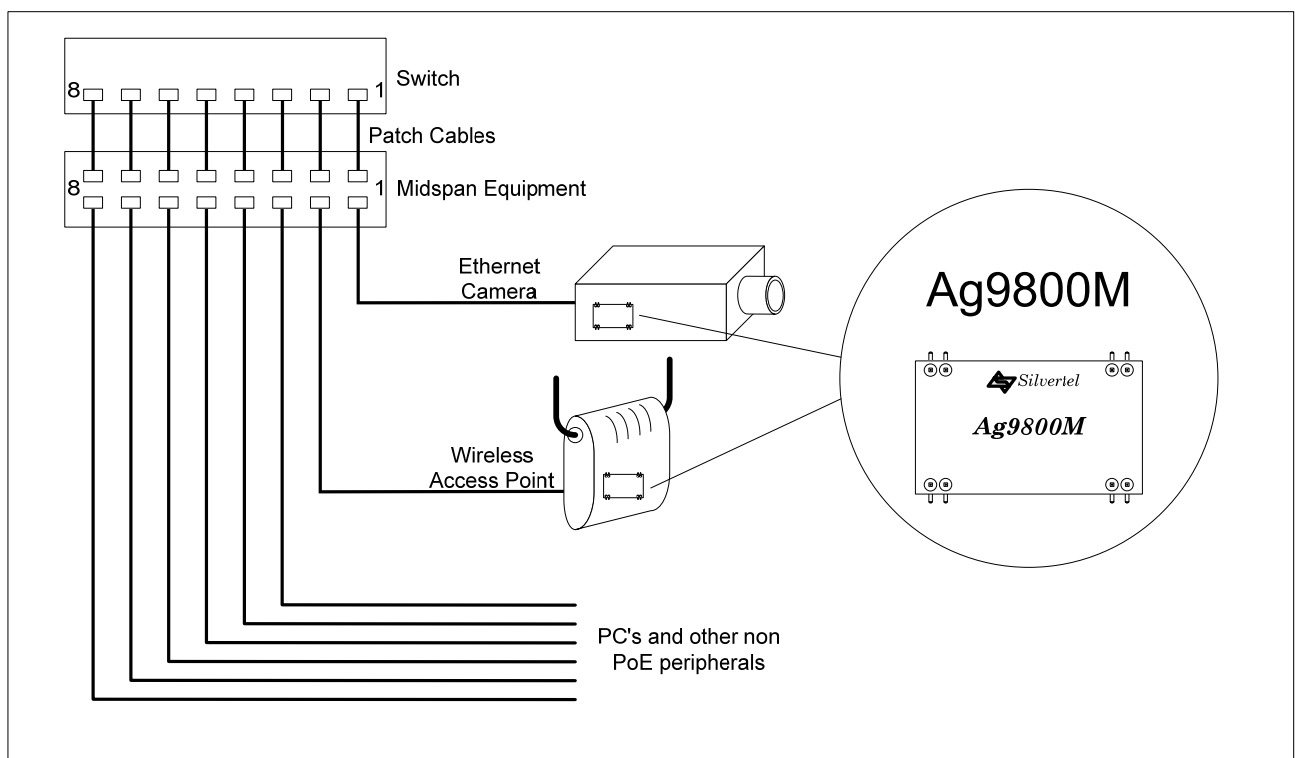 Switch
8
1
Patch Cables
8
1
Midspan Equipment
Ethernet
Camera
Wireless
Access Point
Ag9800M
Silvertel
Ag9800M
PC's and other non
PoE peripherals